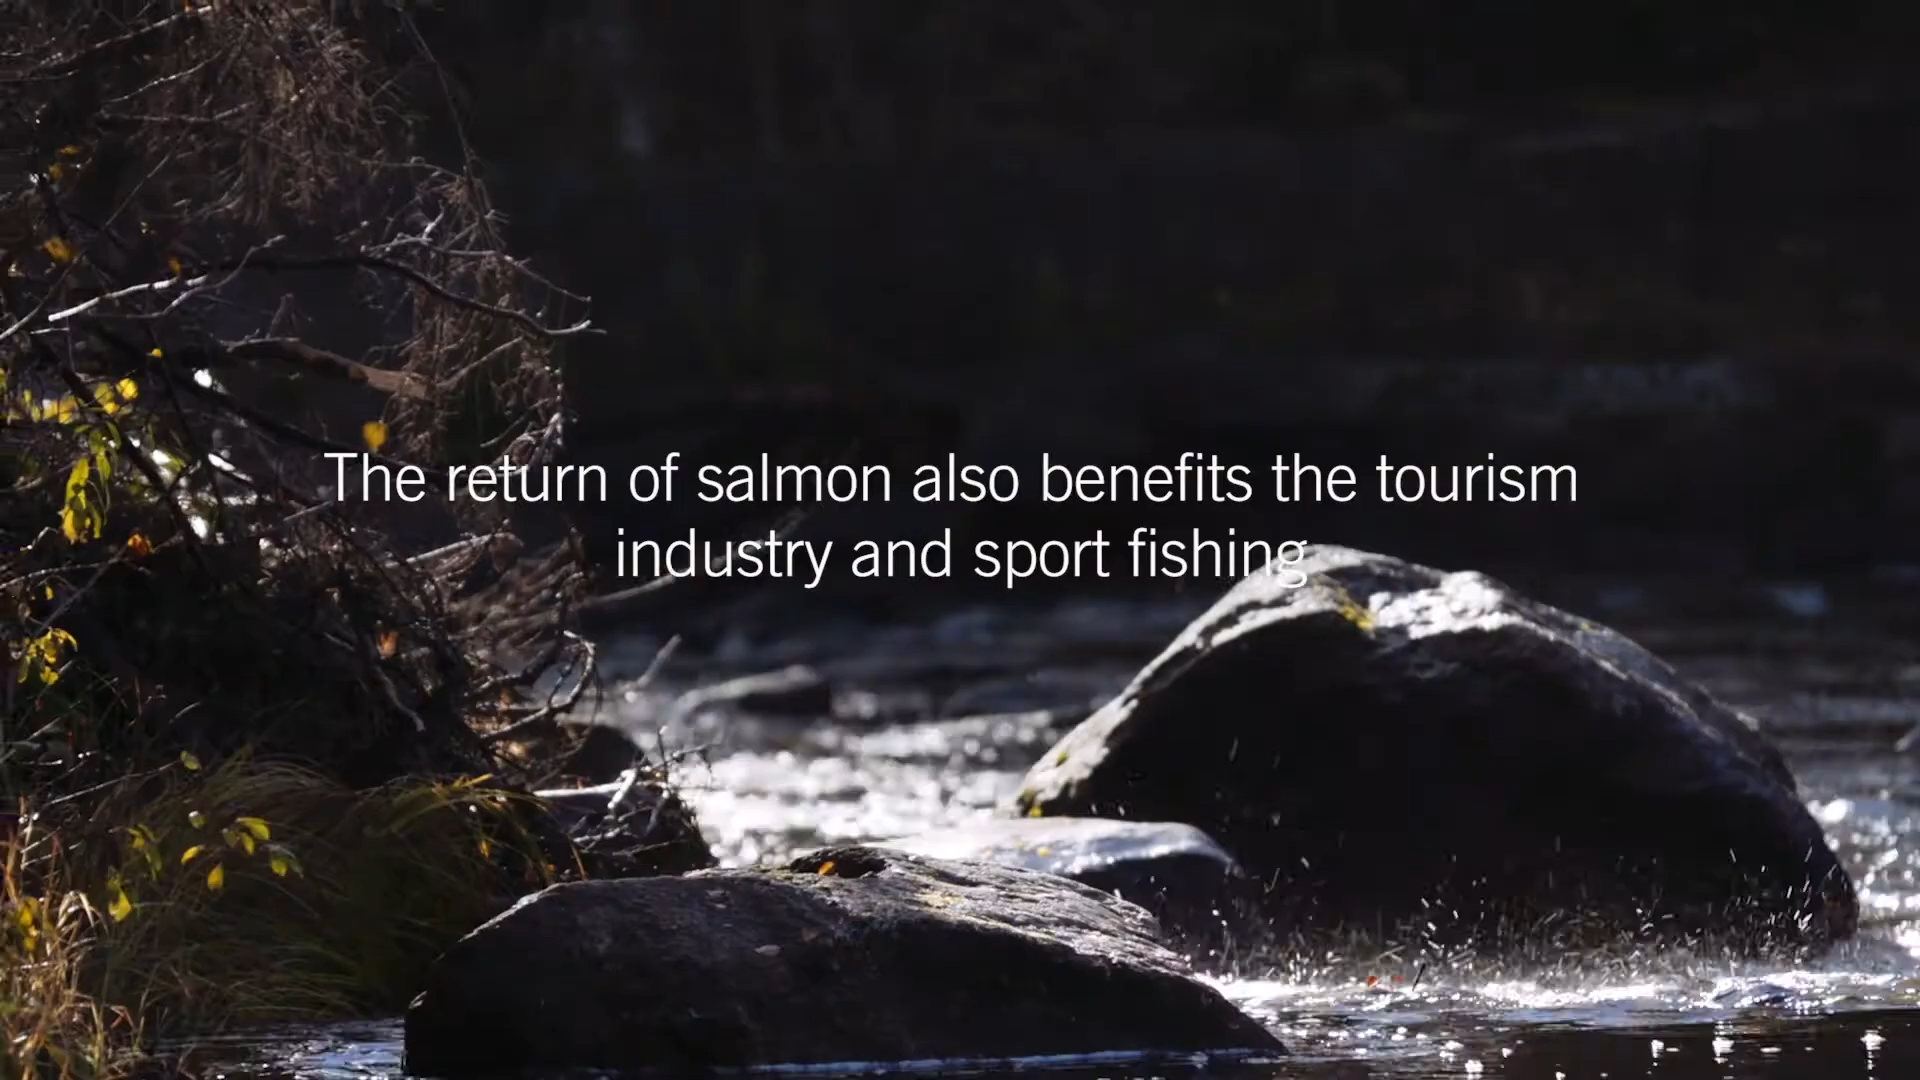 The return of salmon also benefits the tourism
industry and sport fishing